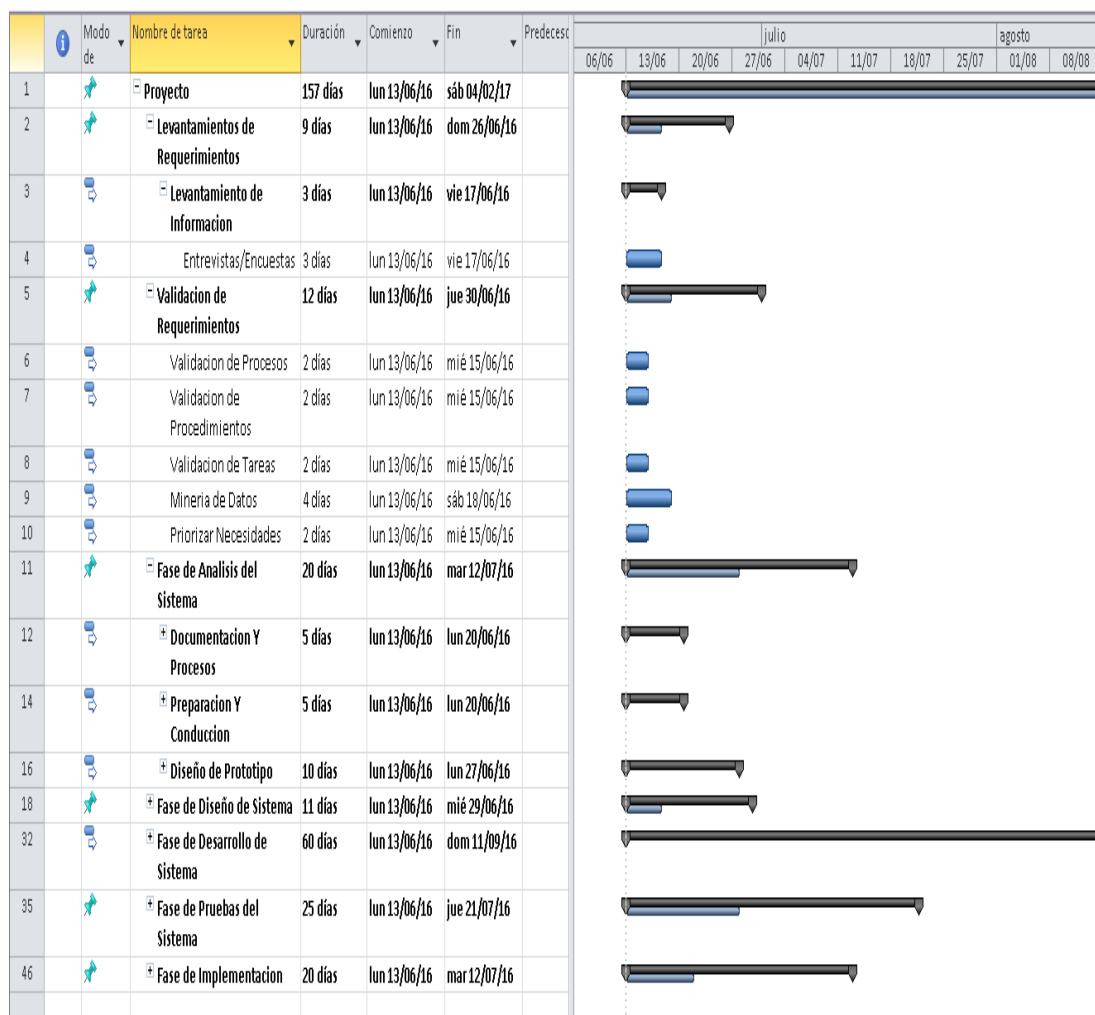 Modo de Nombre de tarea Duración Comienzo Fin Predecesc
julio agosto
06/06 13/06 20/06 27/06 04/07 11/07 18/07 25/07 01/08 08/08
1 Proyecto 157 días lun 13/06/16 sáb 04/02/17
2 Levantamientos de 9 días lun 13/06/16 dom 26/06/16
Requerimientos
3 Levantamiento de 3 días lun 13/06/16 vie 17/06/16
Informacion
4 Entrevistas/Encuestas 3 días lun 13/06/16 vie 17/06/16
5 Validacion de 12 días lun 13/06/16 jue 30/06/16
Requerimientos
6 Validacion de Procesos 2 días lun 13/06/16 mié 15/06/16
7 Validacion de 2 días lun 13/06/16 mié 15/06/16
Procedimientos
8 Validacion de Tareas 2 días lun 13/06/16 mié 15/06/16
9 Mineria de Datos 4 días lun 13/06/16 sáb 18/06/16
10 Priorizar Necesidades 2 días lun 13/06/16 mié 15/06/16
11 Fase de Analisis del 20 días lun 13/06/16 mar 12/07/16
Sistema
12 Documentacion Y 5 días lun 13/06/16 lun 20/06/16
Procesos
14 Preparacion Y 5 días lun 13/06/16 lun 20/06/16
Conduccion
16 Diseño de Prototipo 10 días lun 13/06/16 lun 27/06/16
18 Fase de Diseño de Sistema 11 días lun 13/06/16 mié 29/06/16
32 Fase de Desarrollo de 60 días lun 13/06/16 dom 11/09/16
Sistema
35 Fase de Pruebas del 25 días lun 13/06/16 jue 21/07/16
Sistema
46 Fase de Implementacion 20 días lun 13/06/16 mar 12/07/16